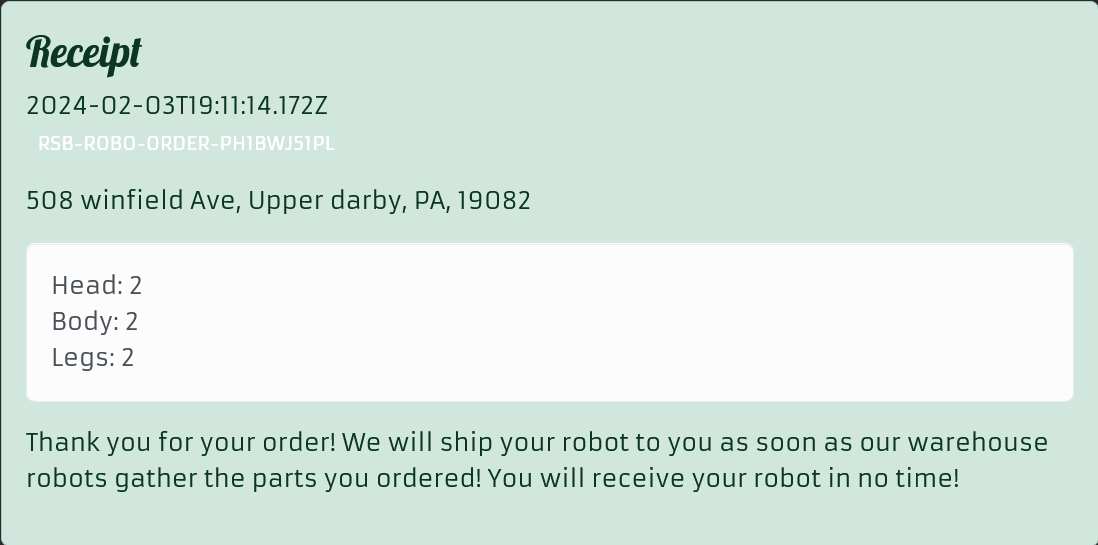 Receipt
2024-02-03T19:11:14.172Z
RSB-ROBO-ORDER-PH1BWJ51PL
508 winfield Ave, Upper darby, PA, 19082
Head: 2
Body: 2
Legs: 2
Thank you for your order! We will ship your robot to you as soon as our warehouse
robots gather the parts you ordered! You will receive your robot in no time!